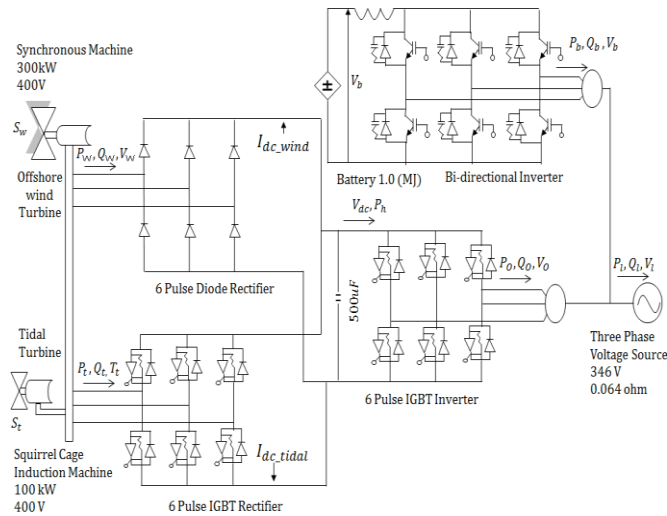 Synchronous Machine
300kW
400V
S_w
P_w, Q_w, V_w
Offshore
wind
Turbine
I_dc_wind
6 Pulse Diode Rectifier
±
V_b
P_b, Q_b, V_b
Battery 1.0 (MJ)
Bi-directional Inverter
V_dc, P_h
500uF
P_O, Q_O, V_O
P_l, Q_l, V_l
6 Pulse IGBT Inverter
Three Phase
Voltage Source
346 V
0.064 ohm
Tidal
Turbine
P_t, Q_t, T_t
S_t
I_dc_tidal
Squirrel Cage
Induction Machine
100 kW
400 V
6 Pulse IGBT Rectifier